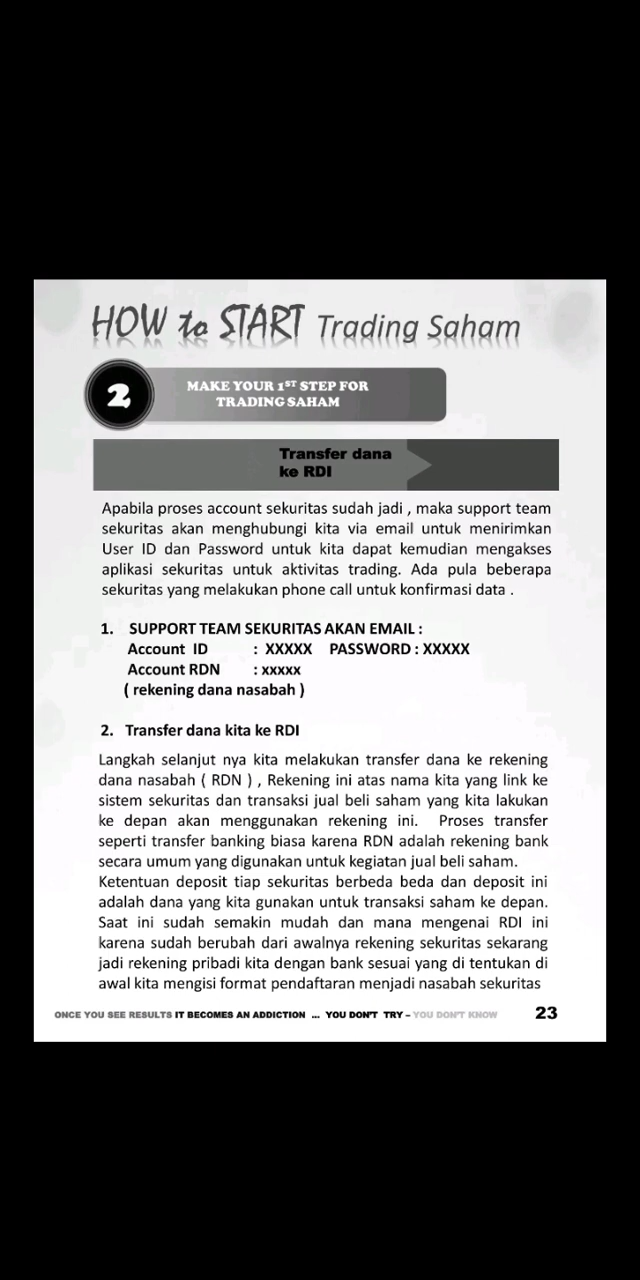 HOW to START Trading Saham
2
MAKE YOUR 1ST STEP FOR
TRADING SAHAM
Transfer dana
ke RDI
Apabila proses account sekuritas sudah jadi , maka support team
sekuritas akan menghubungi kita via email untuk menirimkan
User ID dan Password untuk kita dapat kemudian mengakses
aplikasi sekuritas untuk aktivitas trading. Ada pula beberapa
sekuritas yang melakukan phone call untuk konfirmasi data .
1. SUPPORT TEAM SEKURITAS AKAN EMAIL :
Account ID : XXXXX PASSWORD : XXXXX
Account RDN : xxxxx
( rekening dana nasabah )
2. Transfer dana kita ke RDI
Langkah selanjut nya kita melakukan transfer dana ke rekening
dana nasabah ( RDN ) , Rekening ini atas nama kita yang link ke
sistem sekuritas dan transaksi jual beli saham yang kita lakukan
ke depan akan menggunakan rekening ini. Proses transfer
seperti transfer banking biasa karena RDN adalah rekening bank
secara umum yang digunakan untuk kegiatan jual beli saham.
Ketentuan deposit tiap sekuritas berbeda beda dan deposit ini
adalah dana yang kita gunakan untuk transaksi saham ke depan.
Saat ini sudah semakin mudah dan mana mengenai RDI ini
karena sudah berubah dari awalnya rekening sekuritas sekarang
jadi rekening pribadi kita dengan bank sesuai yang di tentukan di
awal kita mengisi format pendaftaran menjadi nasabah sekuritas
ONCE YOU SEE RESULTS IT BECOMES AN ADDICTION ... YOU DON'T TRY – YOU DON'T KNOW 23